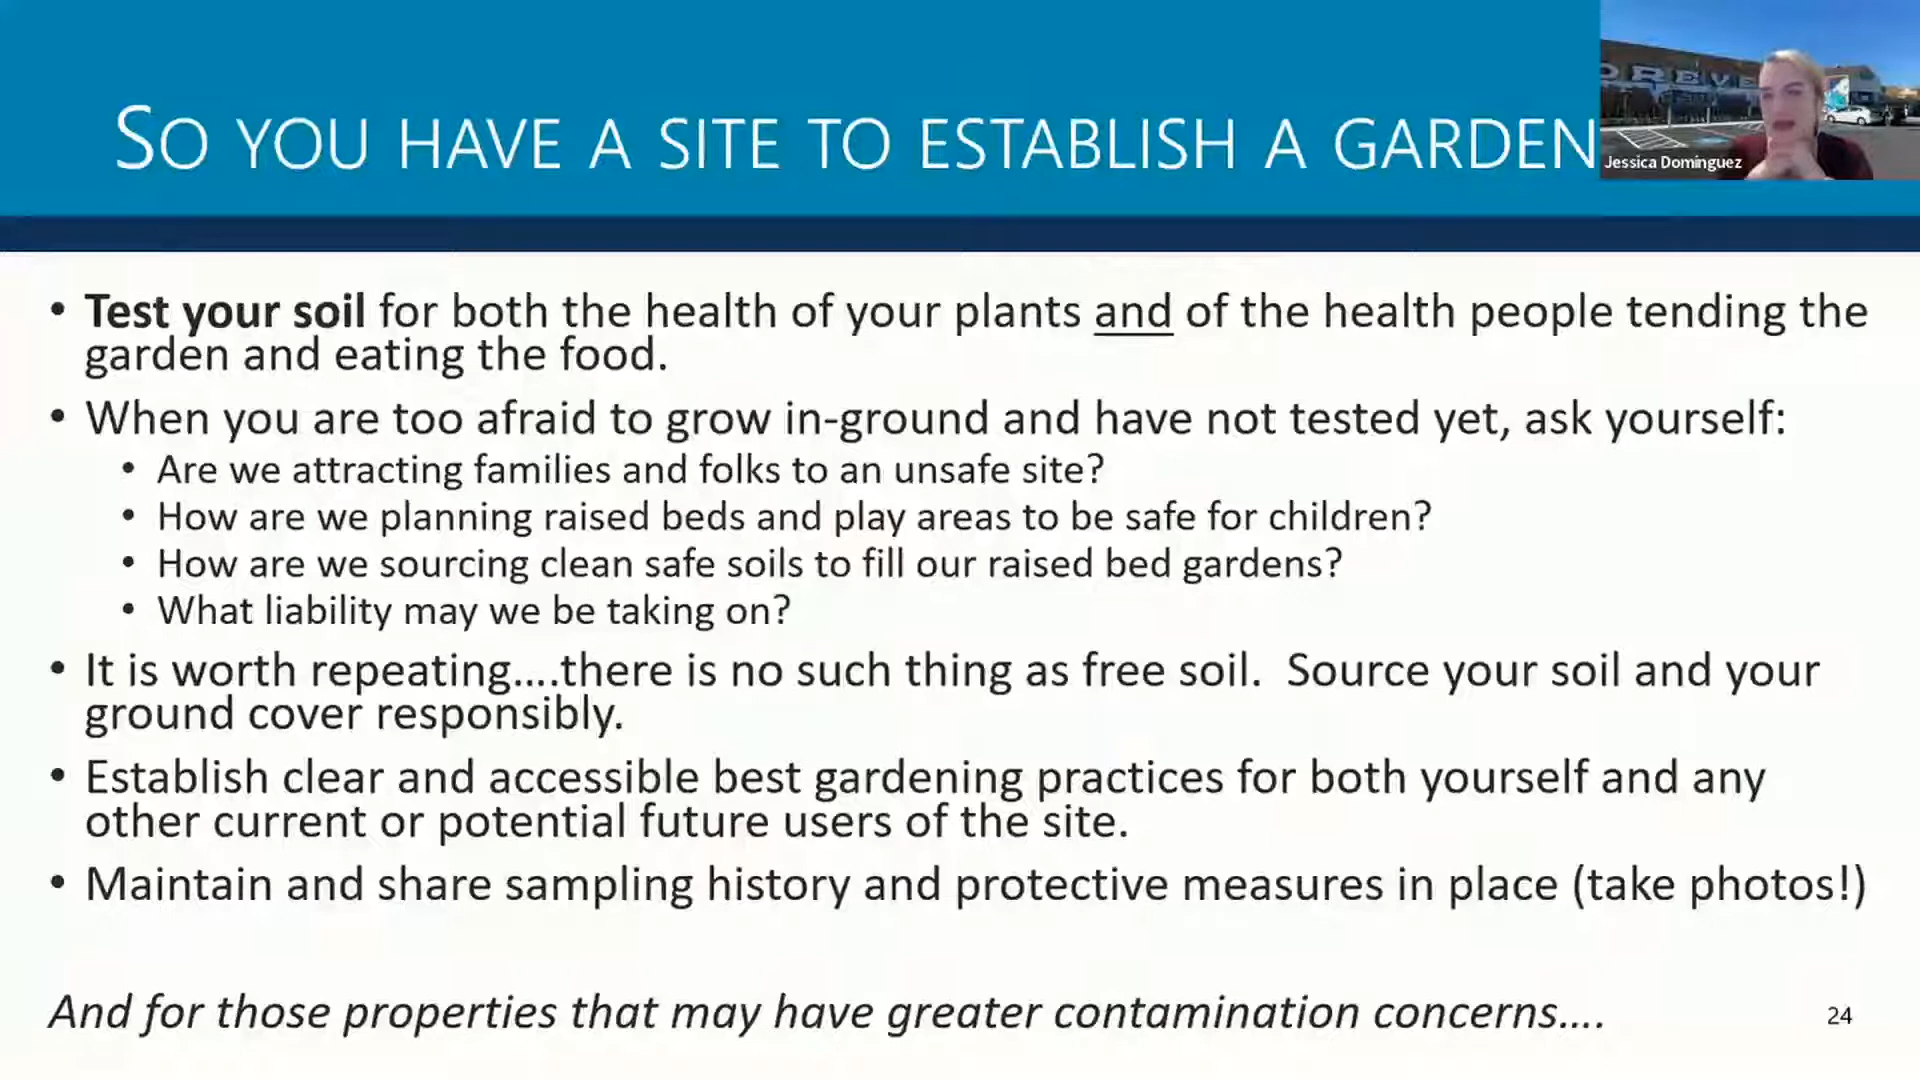 SO YOU HAVE A SITE TO ESTABLISH A GARDEN
OREVE
Jessica Dominguez
• Test your soil for both the health of your plants and of the health people tending the
garden and eating the food.
• When you are too afraid to grow in-ground and have not tested yet, ask yourself:
• Are we attracting families and folks to an unsafe site?
• How are we planning raised beds and play areas to be safe for children?
• How are we sourcing clean safe soils to fill our raised bed gardens?
• What liability may we be taking on?
• It is worth repeating....there is no such thing as free soil.  Source your soil and your
ground cover responsibly.
• Establish clear and accessible best gardening practices for both yourself and any
other current or potential future users of the site.
• Maintain and share sampling history and protective measures in place (take photos!)
And for those properties that may have greater contamination concerns....
24